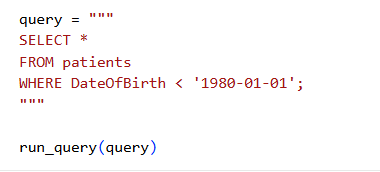 query = """
SELECT *
FROM patients
WHERE DateOfBirth < '1980-01-01';
"""
run_query(query)